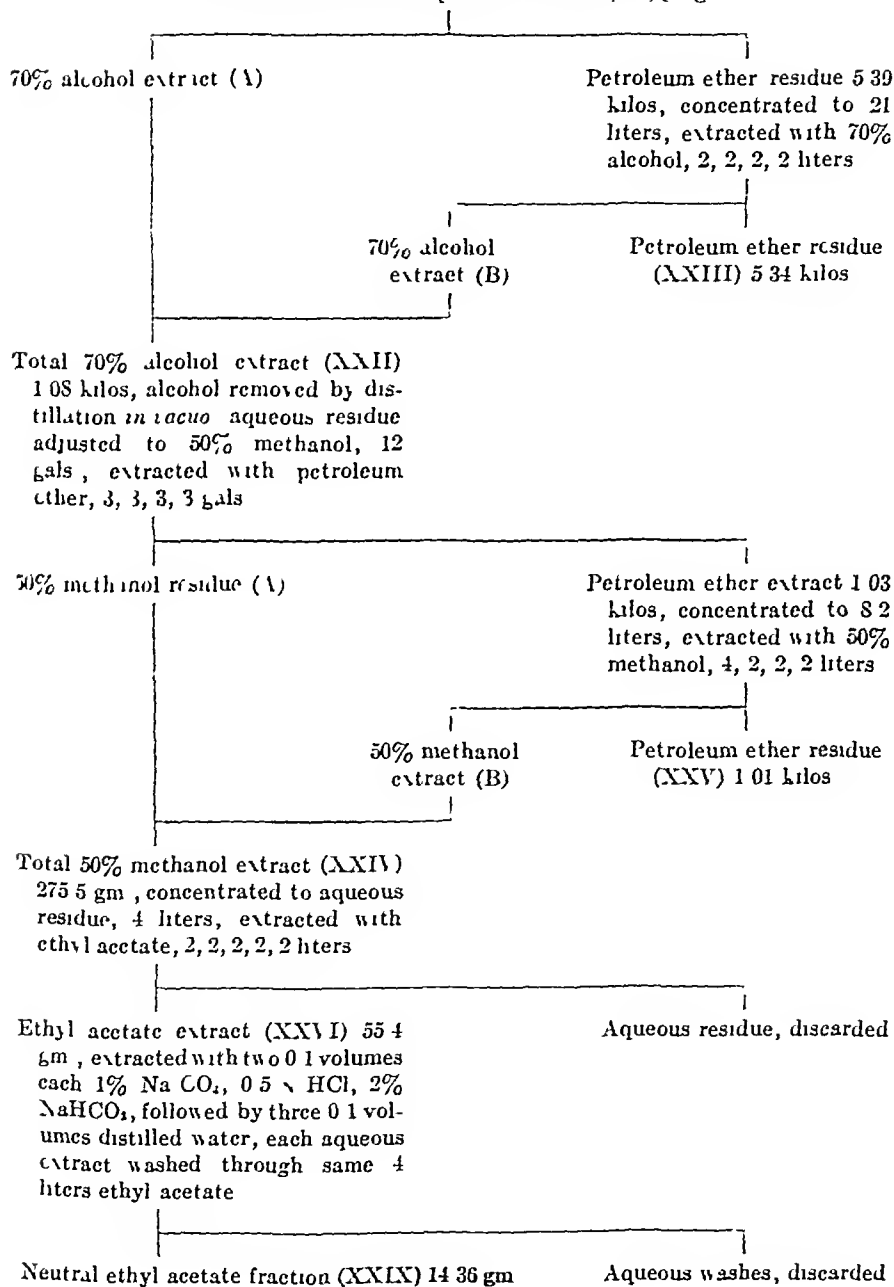 70% alcohol extract (A)
Petroleum ether residue 5 39
kilos, concentrated to 21
liters, extracted with 70%
alcohol, 2, 2, 2, 2 liters
70% alcohol
extract (B)
Petroleum ether residue
(XXIII) 5 34 kilos
Total 70% alcohol extract (XXII)
1 08 kilos, alcohol removed by dis-
tillation in vacuo aqueous residue
adjusted to 50% methanol, 12
gals , extracted with petroleum
ether, 3, 3, 3, 3 gals
50% methanol residue (A)
Petroleum ether extract 1 03
kilos, concentrated to 8 2
liters, extracted with 50%
methanol, 4, 2, 2, 2 liters
50% methanol
extract (B)
Petroleum ether residue
(XXV) 1 01 kilos
Total 50% methanol extract (XXIV)
275 5 gm , concentrated to aqueous
residue, 4 liters, extracted with
ethyl acetate, 2, 2, 2, 2, 2 liters
Ethyl acetate extract (XXVI) 55 4
gm , extracted with two 0 1 volumes
each 1% Na CO₃, 0 5 N HCl, 2%
NaHCO₃, followed by three 0 1 vol-
umes distilled water, each aqueous
extract washed through same 4
liters ethyl acetate
Aqueous residue, discarded
Neutral ethyl acetate fraction (XXIX) 14 36 gm
Aqueous washes, discarded